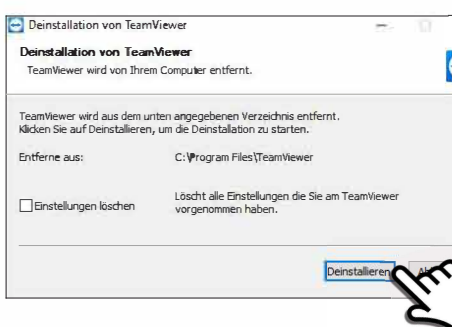 Deinstallation von TeamViewer
Deinstallation von TeamViewer
TeamViewer wird von Ihrem Computer entfernt.
TeamViewer wird aus dem unten angegebenen Verzeichnis entfernt.
Klicken Sie auf Deinstallieren, um die Deinstallation zu starten.
Entferne aus: C:\Program Files\TeamViewer
Einstellungen löschen
Löscht alle Einstellungen die Sie am TeamViewer
vorgenommen haben.
Deinstallieren